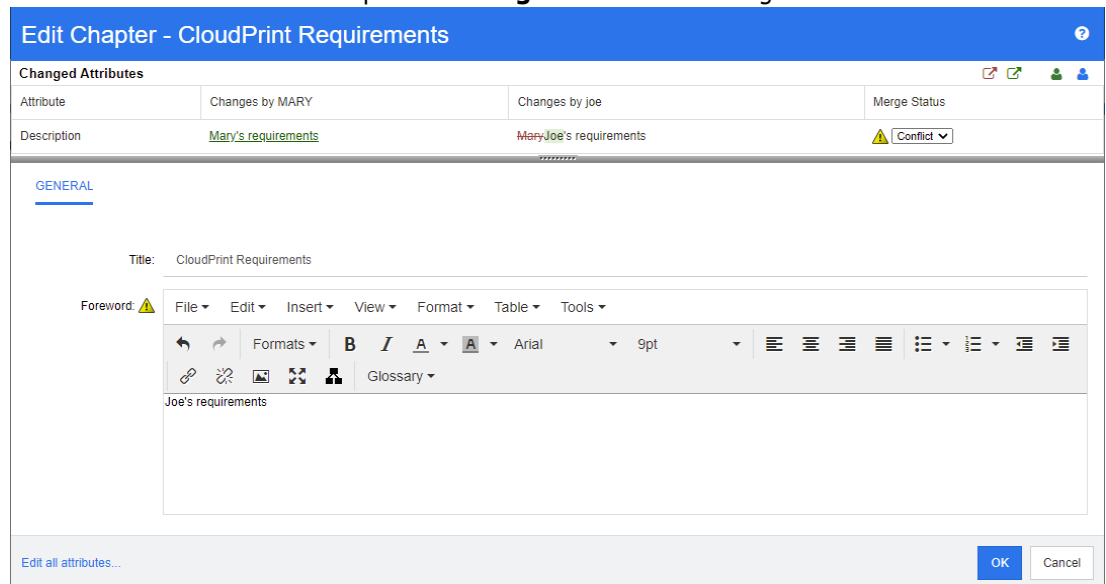 Edit Chapter - CloudPrint Requirements
Changed Attributes
Attribute Changes by MARY Changes by joe Merge Status
Description Mary's requirements MaryJoe's requirements Conflict
GENERAL
Title: CloudPrint Requirements
Foreword: File Edit Insert View Format Table Tools
Formats B I A A Arial 9pt
Glossary
Joe's requirements
Edit all attributes... OK Cancel